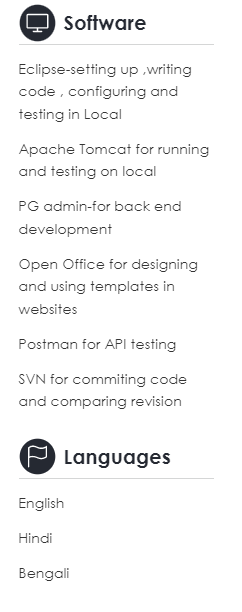 Software
Eclipse-setting up ,writing
code , configuring and
testing in Local
Apache Tomcat for running
and testing on local
PG admin-for back end
development
Open Office for designing
and using templates in
websites
Postman for API testing
SVN for commiting code
and comparing revision
Languages
English
Hindi
Bengali